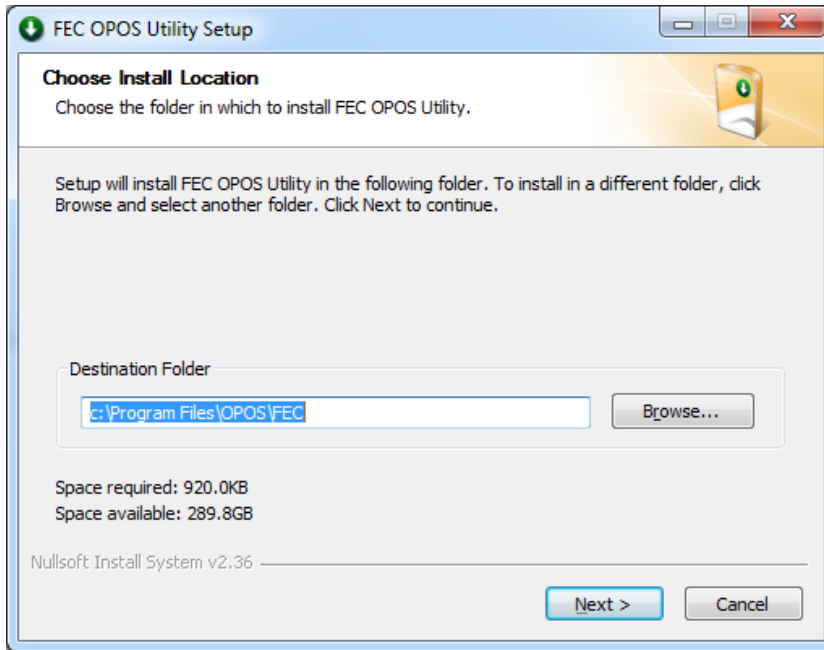 FEC OPOS Utility Setup
Choose Install Location
Choose the folder in which to install FEC OPOS Utility.
Setup will install FEC OPOS Utility in the following folder. To install in a different folder, click
Browse and select another folder. Click Next to continue.
Destination Folder
c:\Program Files\OPOS\FEC
Browse...
Space required: 920.0KB
Space available: 289.8GB
Nullsoft Install System v2.36
Next >
Cancel